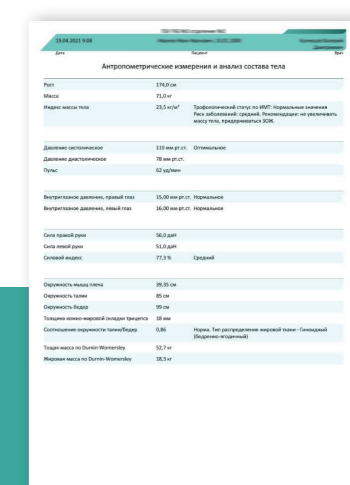 19.04.2021 9:08
Дата Пациент Врач
Антропометрические измерения и анализ состава тела
Рост 174,0 см
Масса 71,0 кг
Индекс массы тела 23,5 кг/м² Трофологический статус по ИМТ: Нормальные значения
Риск заболеваний: средний. Рекомендации: не увеличивать
массу тела, придерживаться ЗОЖ.
Давление систолическое 119 мм рт.ст. Оптимальное
Давление диастолическое 78 мм рт.ст.
Пульс 62 уд/мин
Внутриглазное давление, правый глаз 15,00 мм рт.ст. Нормальное
Внутриглазное давление, левый глаз 16,00 мм рт.ст. Нормальное
Сила правой руки 56,0 даН
Сила левой руки 51,0 даН
Силовой индекс 77,3 % Средний
Окружность мышц плеча 39,35 см
Окружность талии 85 см
Окружность бедер 99 см
Толщина кожно-жировой складки трицепса 18 мм
Соотношение окружности талии/бедер 0,86 Норма. Тип распределения жировой ткани - Гиноидный
(бедренно-ягодичный)
Тощая масса по Durnin-Womersley 52,7 кг
Жировая масса по Durnin-Womersley 18,3 кг